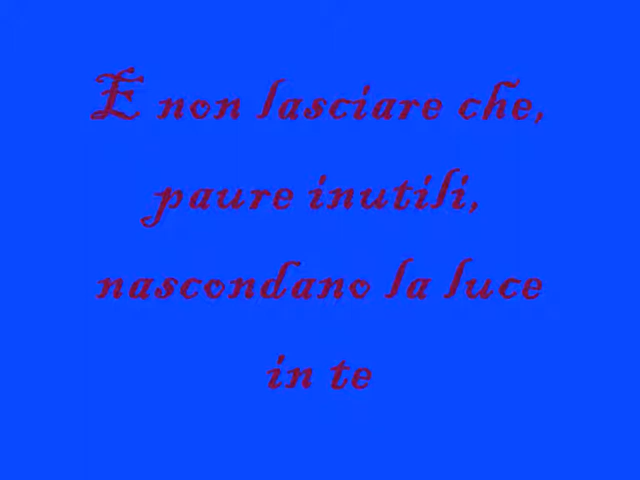 E non lasciare che,
paure inutili,
nascondano la luce
in te